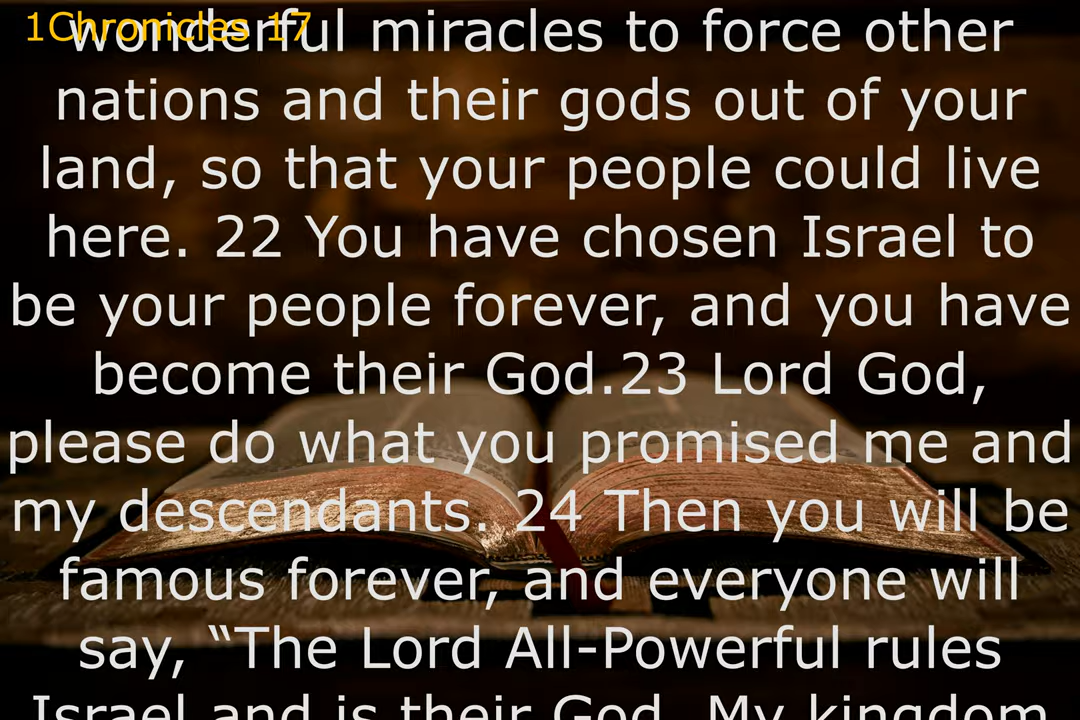 1Chronicles 17
wonderful miracles to force other
nations and their gods out of your
land, so that your people could live
here. 22 You have chosen Israel to
be your people forever, and you have
become their God.23 Lord God,
please do what you promised me and
my descendants. 24 Then you will be
famous forever, and everyone will
say, “The Lord All-Powerful rules
Israel and is their God. My kingdom